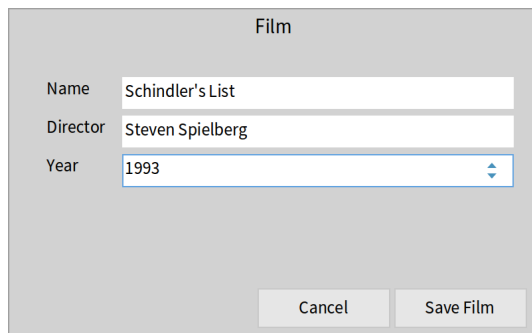 Film
Name Schindler's List
Director Steven Spielberg
Year 1993
Cancel Save Film